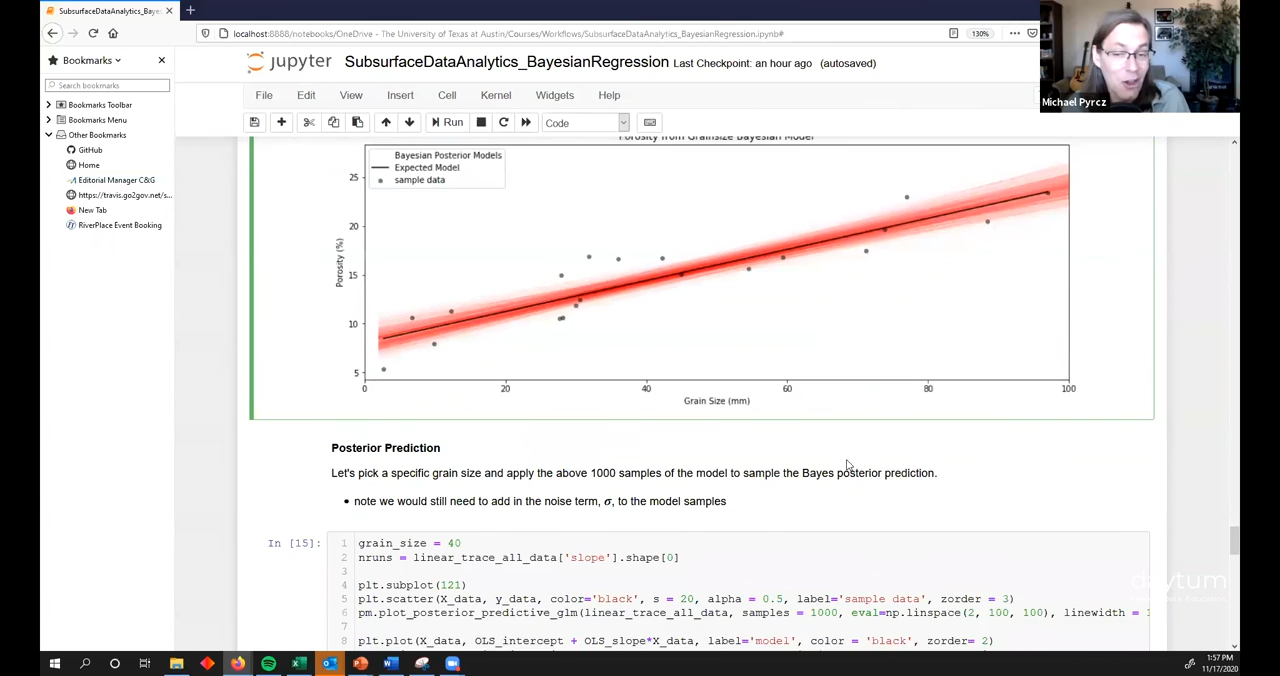 SubsurfaceDataAnalytics_Baye
localhost:8888/notebooks/OneDrive - The University of Texas at Austin/Courses/Workflows/SubsurfaceDataAnalytics_BayesianRegression.ipynb#
130%
Bookmarks
Search bookmarks
Bookmarks Toolbar
Bookmarks Menu
Other Bookmarks
GitHub
Home
Editorial Manager C&G
https://travis.go2gov.net/s...
New Tab
RiverPlace Event Booking
jupyter SubsurfaceDataAnalytics_BayesianRegression Last Checkpoint: an hour ago (autosaved)
File Edit View Insert Cell Kernel Widgets Help
Run Code
Michael Pyrcz
Porosity from Grainsize Bayesian Model
Bayesian Posterior Models
Expected Model
sample data
25
20
15
10
5
Porosity (%)
0 20 40 60 80 100
Grain Size (mm)
Posterior Prediction
Let's pick a specific grain size and apply the above 1000 samples of the model to sample the Bayes posterior prediction.
• note we would still need to add in the noise term, σ, to the model samples
In [15]:
1 grain_size = 40
2 nruns = linear_trace_all_data['slope'].shape[0]
3
4 plt.subplot(121)
5 plt.scatter(X_data, y_data, color='black', s = 20, alpha = 0.5, label='sample data', zorder = 3)
6 pm.plot_posterior_predictive_glm(linear_trace_all_data, samples = 1000, eval=np.linspace(2, 100, 100), linewidth = 1
7
8 plt.plot(X_data, OLS_intercept + OLS_slope*X_data, label='model', color = 'black', zorder= 2)
daytum
1:57 PM
11/17/2020